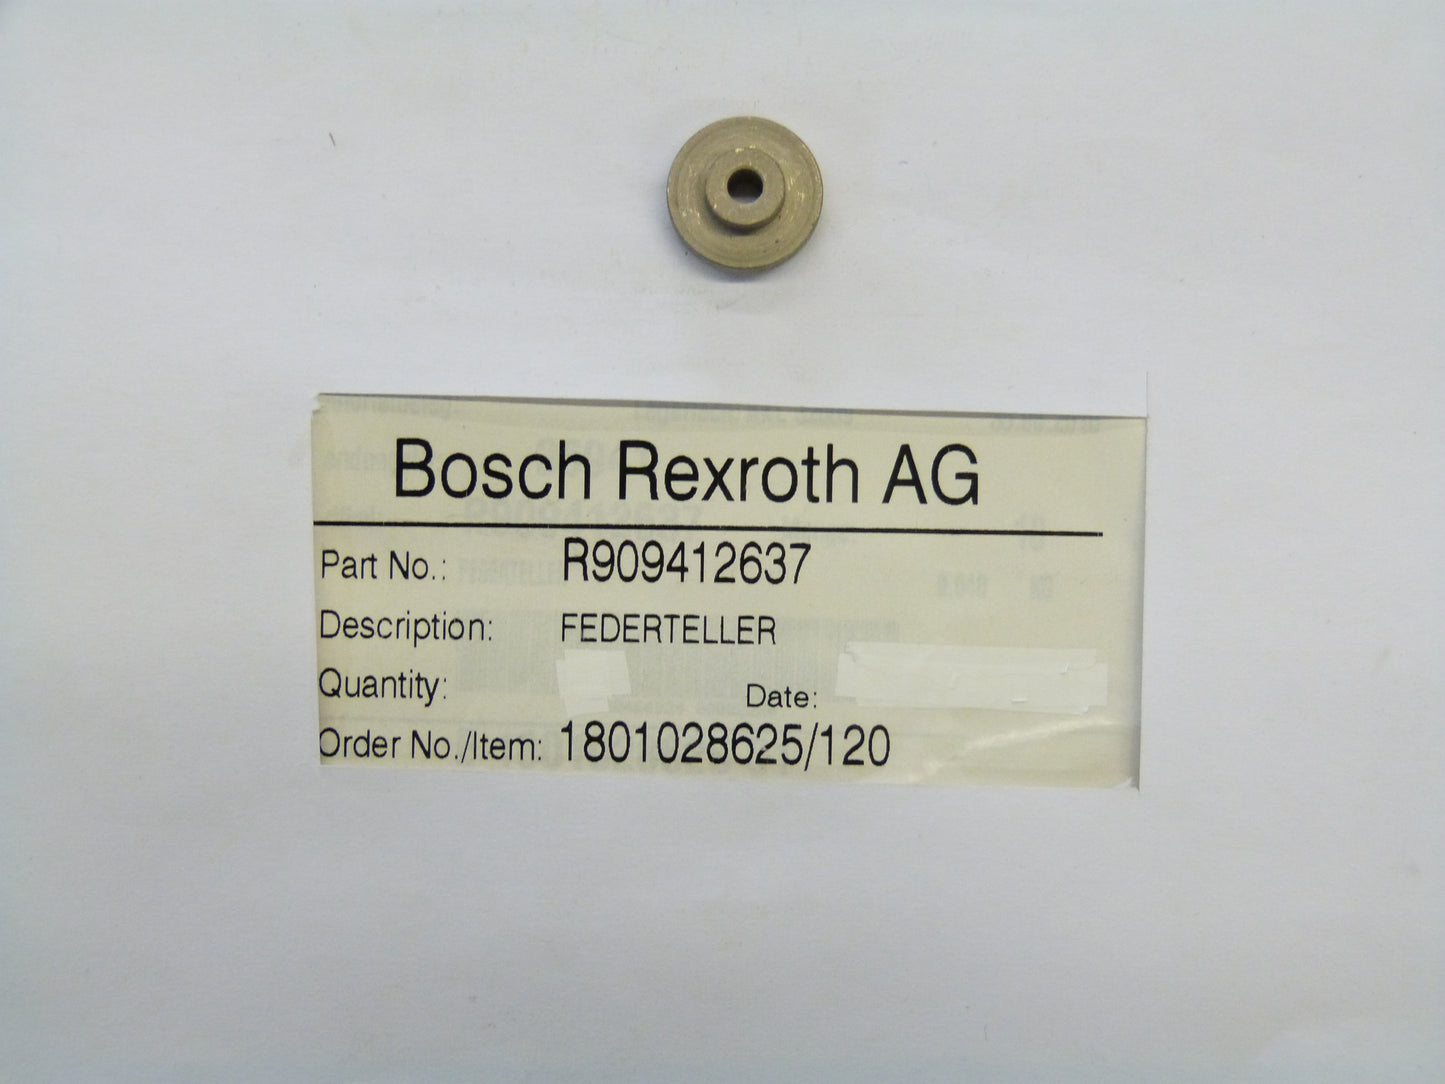 Bosch Rexroth AG
Part No.: R909412637
Description: FEDERTELLER
Quantity:
Date:
Order No./Item: 1801028625/120